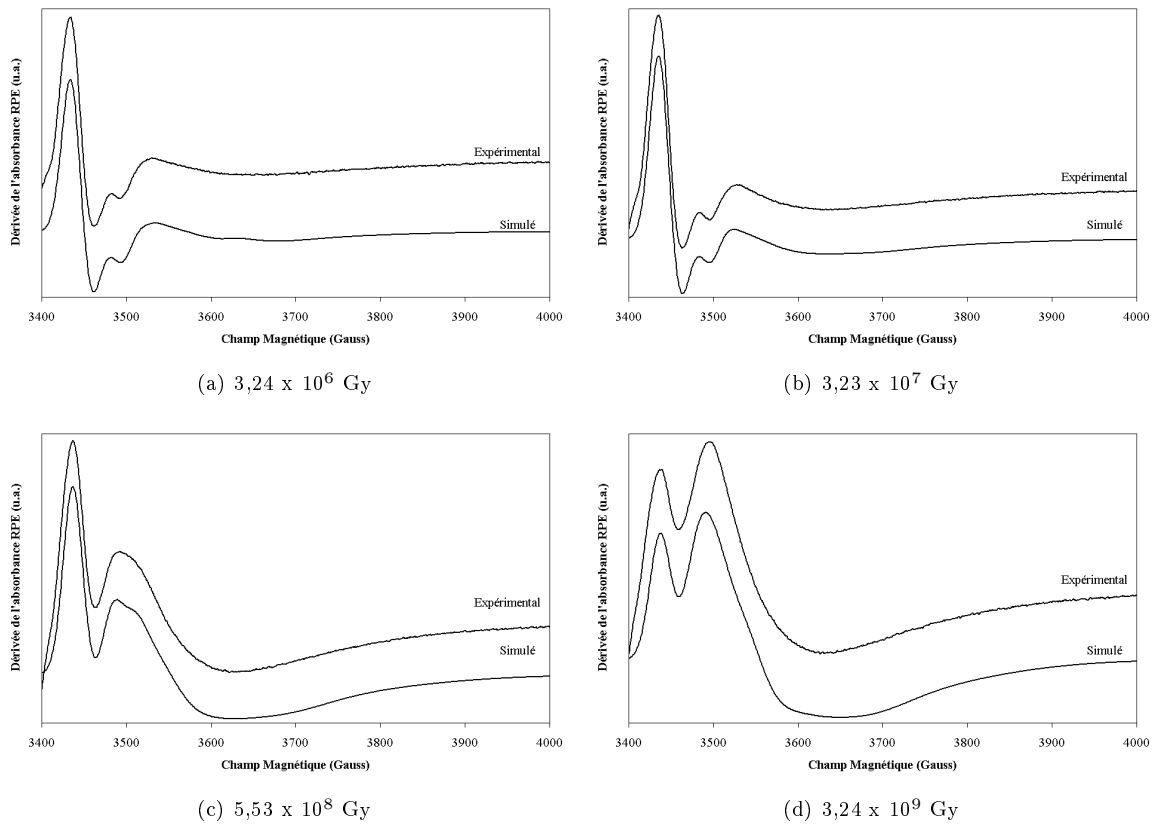 Dérivée de l'absorbance RPE (u.a.)
Expérimental
Simulé
3400 3500 3600 3700 3800 3900 4000
Champ Magnétique (Gauss)
(a) 3,24 x 10⁶ Gy
Dérivée de l'absorbance RPE (u.a.)
Expérimental
Simulé
3400 3500 3600 3700 3800 3900 4000
Champ Magnétique (Gauss)
(b) 3,23 x 10⁷ Gy
Dérivée de l'absorbance RPE (u.a.)
Expérimental
Simulé
3400 3500 3600 3700 3800 3900 4000
Champ Magnétique (Gauss)
(c) 5,53 x 10⁸ Gy
Dérivée de l'absorbance RPE (u.a.)
Expérimental
Simulé
3400 3500 3600 3700 3800 3900 4000
Champ Magnétique (Gauss)
(d) 3,24 x 10⁹ Gy